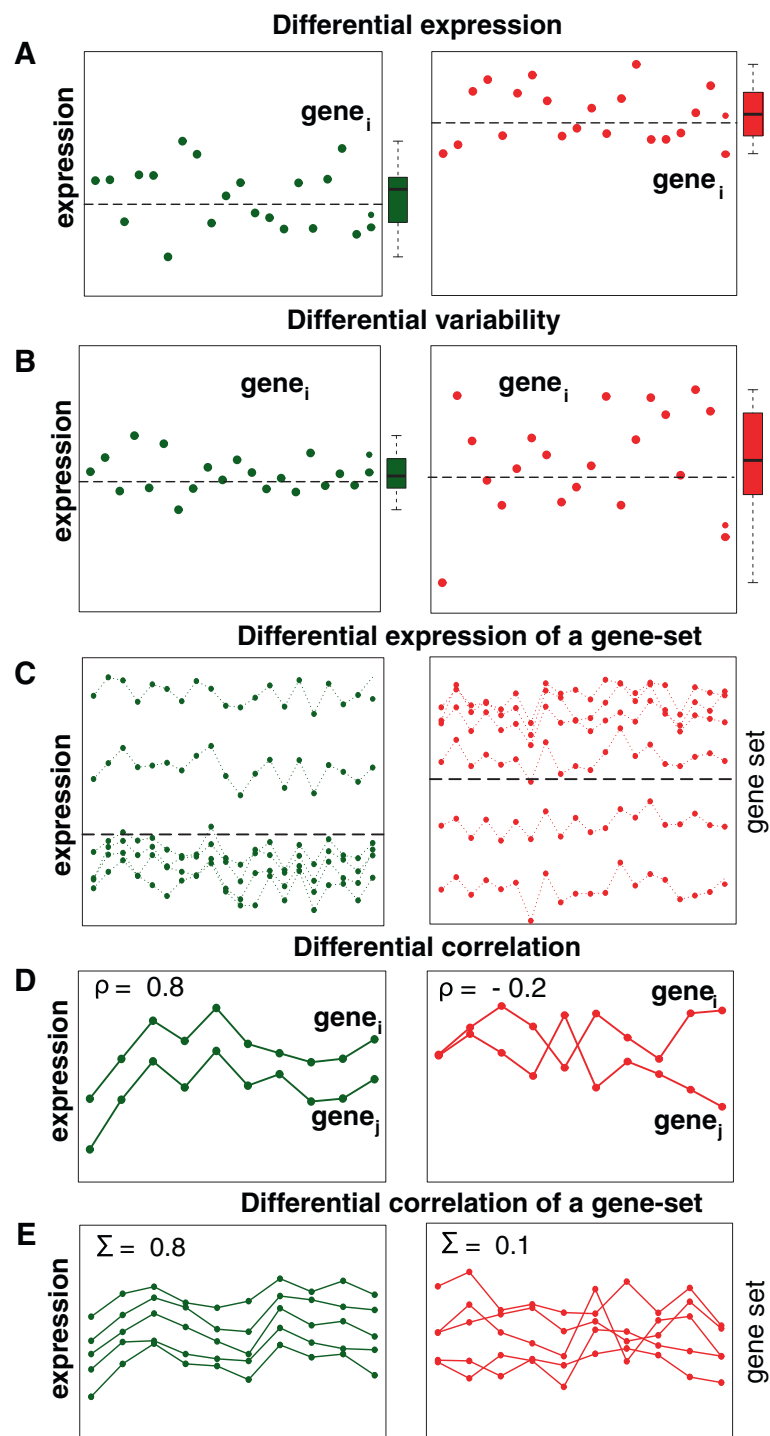 Differential expression
A
expression
gene_i
gene_i
Differential variability
B
expression
gene_i
gene_i
Differential expression of a gene-set
C
expression
gene set
Differential correlation
D
expression
ρ = 0.8
gene_i
gene_j
ρ = - 0.2
gene_i
gene_j
Differential correlation of a gene-set
E
expression
Σ = 0.8
Σ = 0.1
gene set